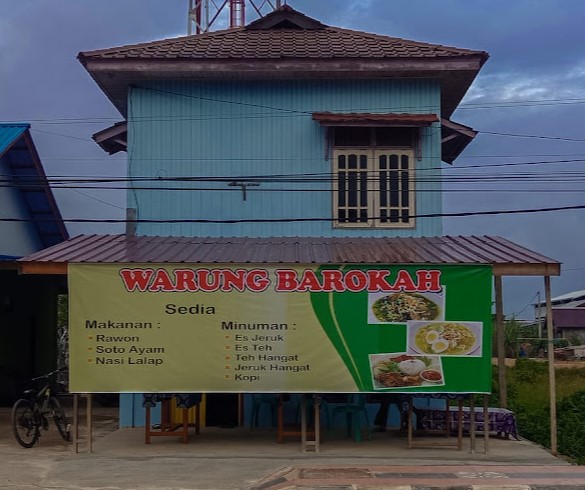 WARUNG BAROKAH
Sedia
Makanan :
- Rawon
- Soto Ayam
- Nasi Lalap
Minuman :
- Es Jeruk
- Es Teh
- Teh Hangat
- Jeruk Hangat
- Kopi